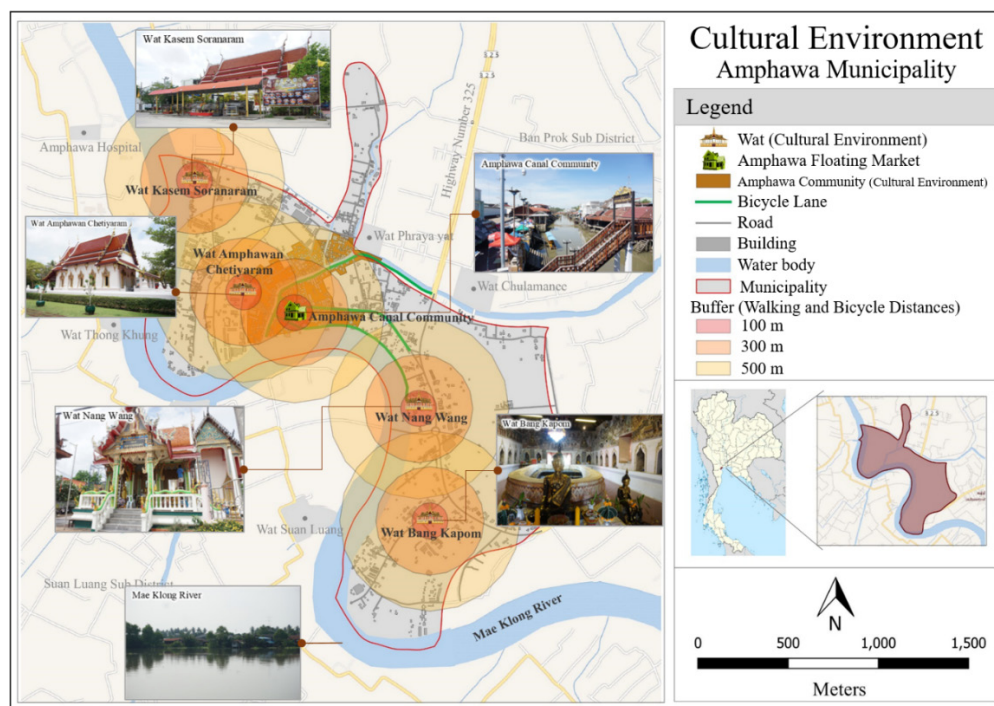 Wat Kasem Soranaram
Amphawa Hospital
Wat Kasem Soranaram
Highway Number 325
325
325
Ban Prok Sub District
Amphawa Canal Community
Wat Amphawan Chetiyaram
Wat Amphawan
Chetiyaram
Wat Phraya yat
Wat Chulamanee
Amphawa Canal Community
Wat Thong Khung
Wat Nang Wang
Wat Nang Wang
Wat Bang Kapom
Wat Suan Luang
Wat Bang Kapom
Suan Luang Sub District
Mae Klong River
Mae Klong River
Cultural Environment
Amphawa Municipality
Legend
Wat (Cultural Environment)
Amphawa Floating Market
Amphawa Community (Cultural Environment)
Bicycle Lane
Road
Building
Water body
Municipality
Buffer (Walking and Bicycle Distances)
100 m
300 m
500 m
325
N
0 500 1,000 1,500
Meters